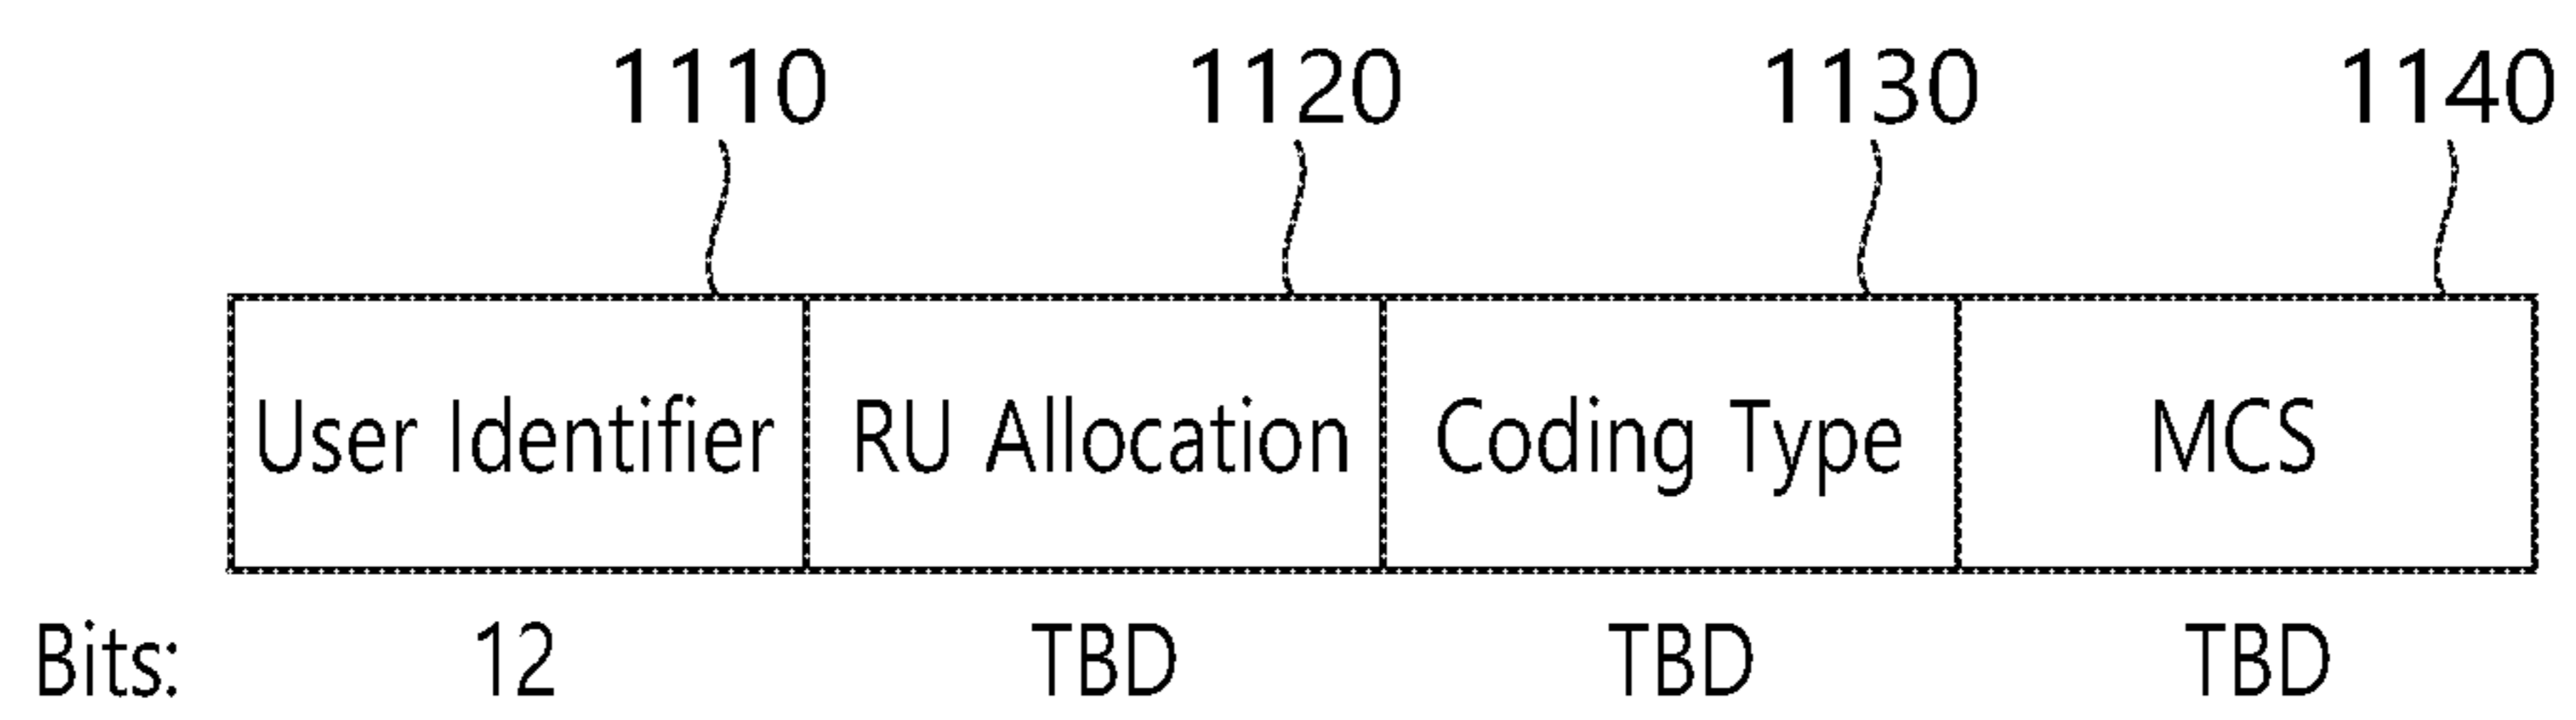 1110 1120 1130 1140
User Identifier RU Allocation Coding Type MCS
Bits: 12 TBD TBD TBD